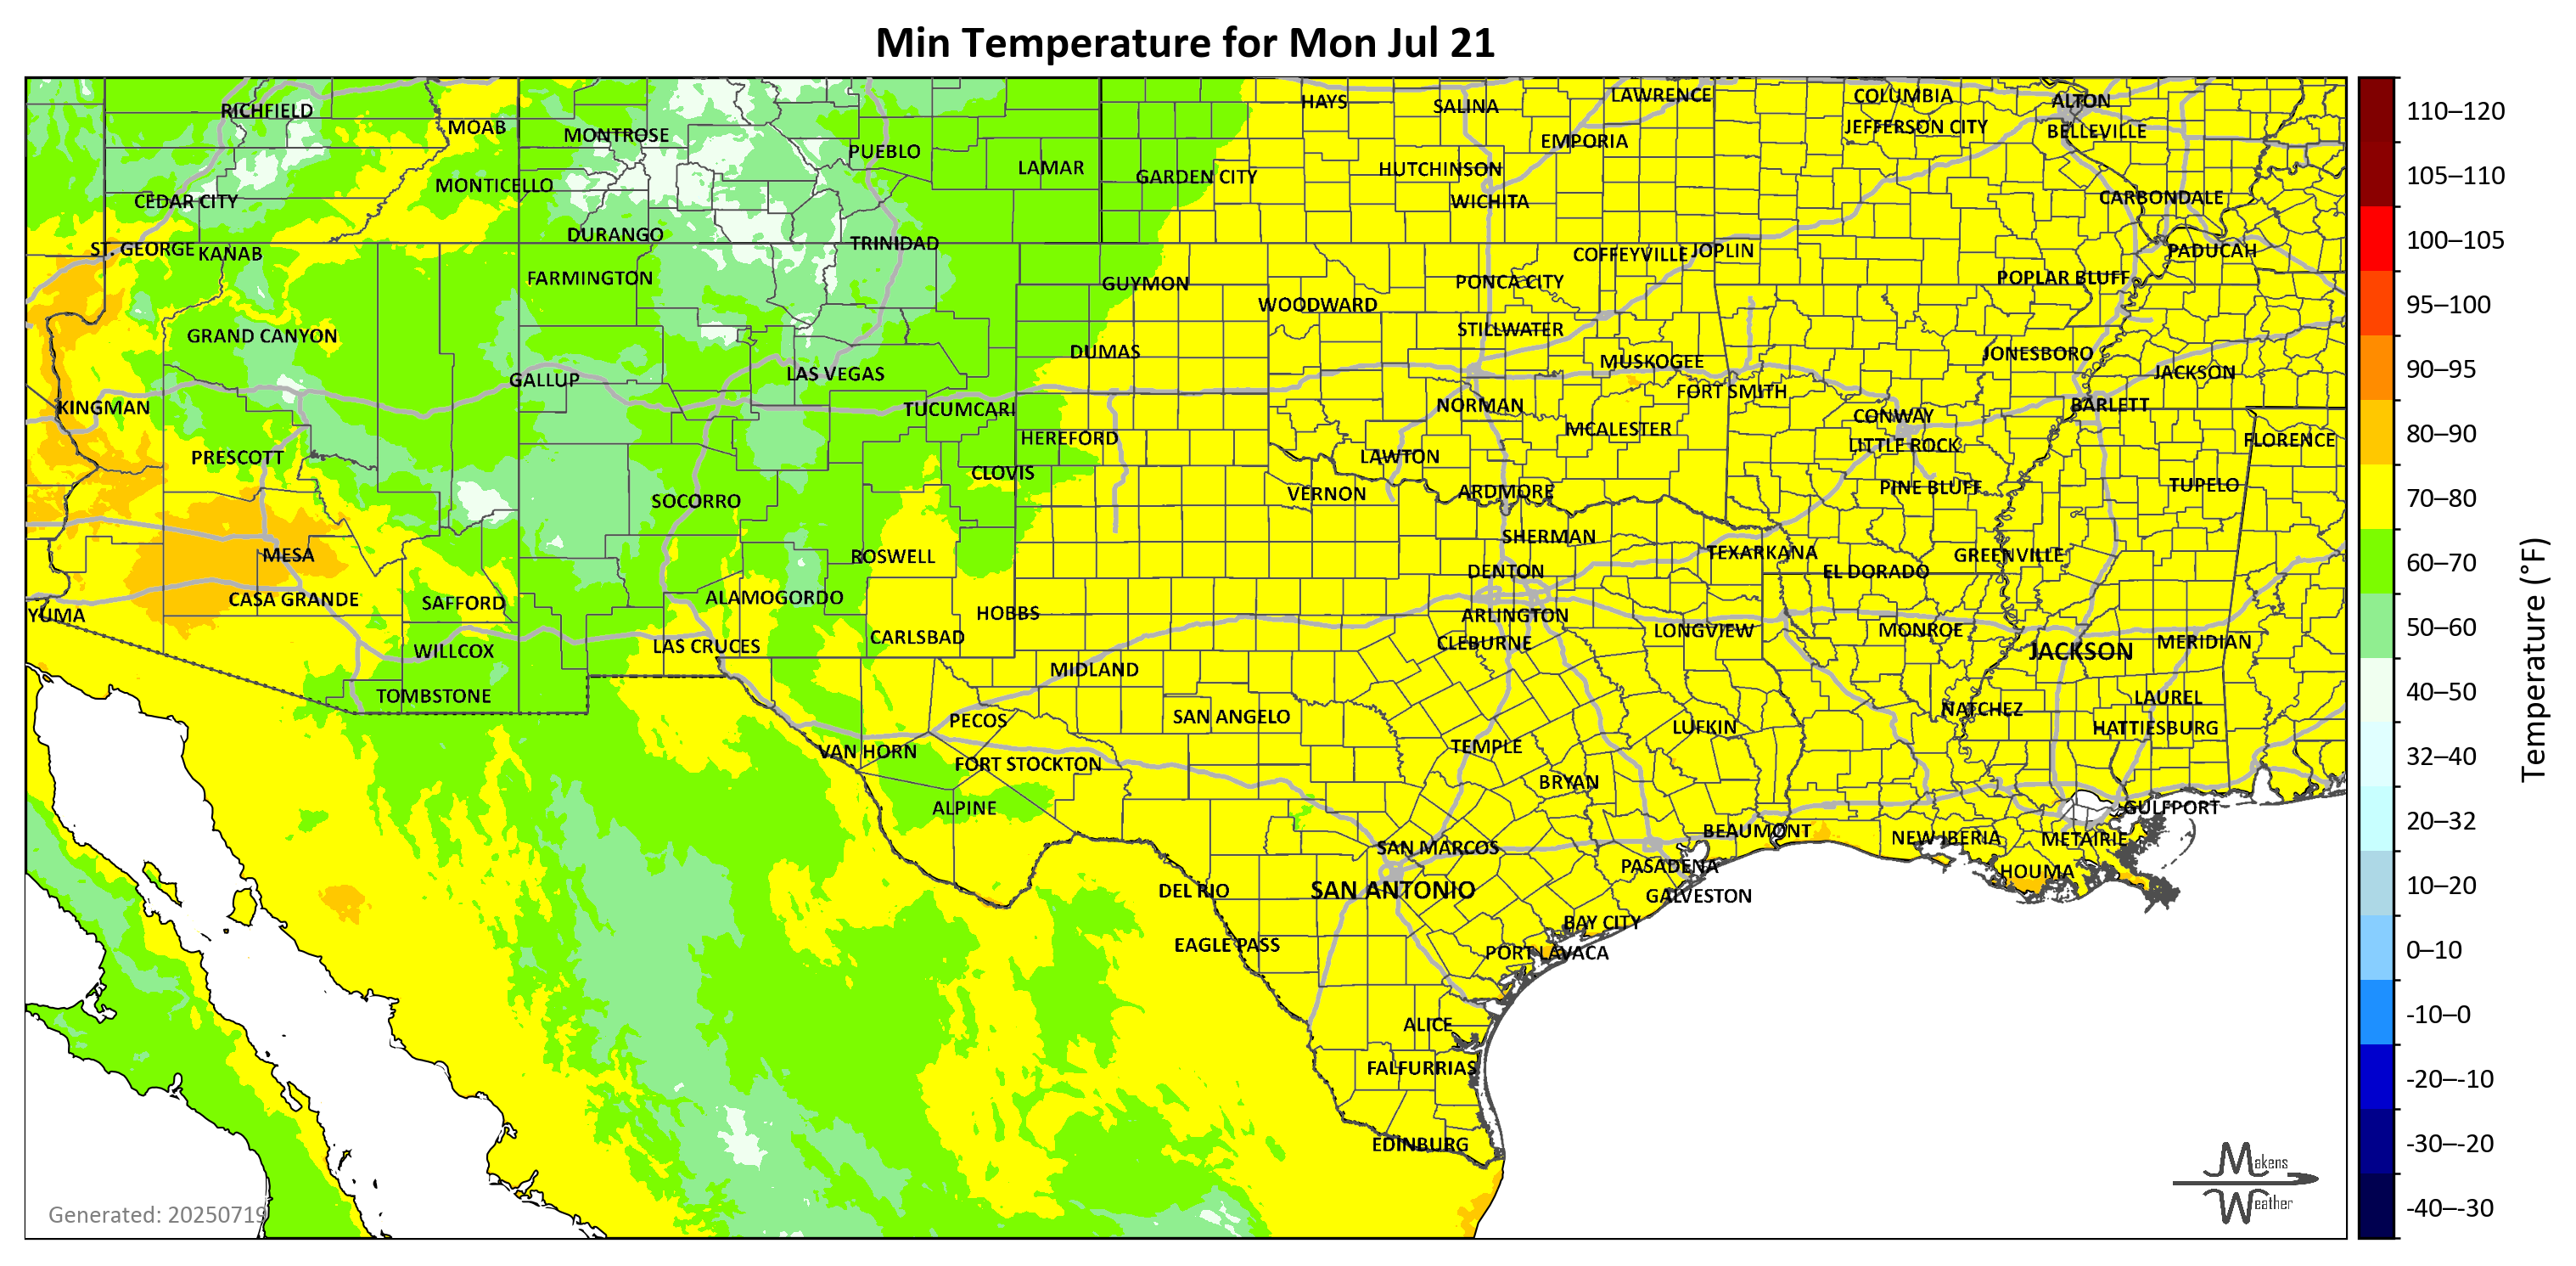 Min Temperature for Mon Jul 21
RICHFIELD
MOAB
MONTROSE
PUEBLO
LAMAR
GARDEN CITY
HAYS
SALINA
LAWRENCE
EMPORIA
HUTCHINSON
WICHITA
COLUMBIA
JEFFERSON CITY
ALTON
BELLEVILLE
CARBONDALE
CEDAR CITY
MONTICELLO
DURANGO
TRINIDAD
ST. GEORGE
KANAB
FARMINGTON
GUYMON
WOODWARD
PONCA CITY
COFFEYVILLE
JOPLIN
POPLAR BLUFF
PADUCAH
GRAND CANYON
DUMAS
STILLWATER
MUSKOGEE
JONESBORO
JACKSON
GALLUP
LAS VEGAS
FORT SMITH
KINGMAN
TUCUMCARI
NORMAN
CONWAY
BARLETT
HEREFORD
MCALESTER
LITTLE ROCK
FLORENCE
PRESCOTT
CLOVIS
LAWTON
SOCORRO
VERNON
ARDMORE
PINE BLUFF
TUPELO
MESA
ROSWELL
SHERMAN
TEXARKANA
GREENVILLE
DENTON
EL DORADO
YUMA
CASA GRANDE
SAFFORD
ALAMOGORDO
HOBBS
ARLINGTON
CLEBURNE
LONGVIEW
MONROE
JACKSON
MERIDIAN
WILLCOX
LAS CRUCES
CARLSBAD
MIDLAND
TOMBSTONE
PECOS
SAN ANGELO
LUFKIN
NATCHEZ
LAUREL
HATTIESBURG
VAN HORN
FORT STOCKTON
TEMPLE
BRYAN
ALPINE
GULFPORT
BEAUMONT
NEW IBERIA
METAIRIE
SAN MARCOS
PASADENA
HOUMA
DEL RIO
SAN ANTONIO
GALVESTON
BAY CITY
EAGLE PASS
PORT LAVACA
ALICE
FALFURRIAS
EDINBURG
Generated: 20250719
Makens
Weather
110–120
105–110
100–105
95–100
90–95
80–90
70–80
60–70
50–60
40–50
32–40
20–32
10–20
0–10
-10–0
-20–-10
-30–-20
-40–-30
Temperature (°F)